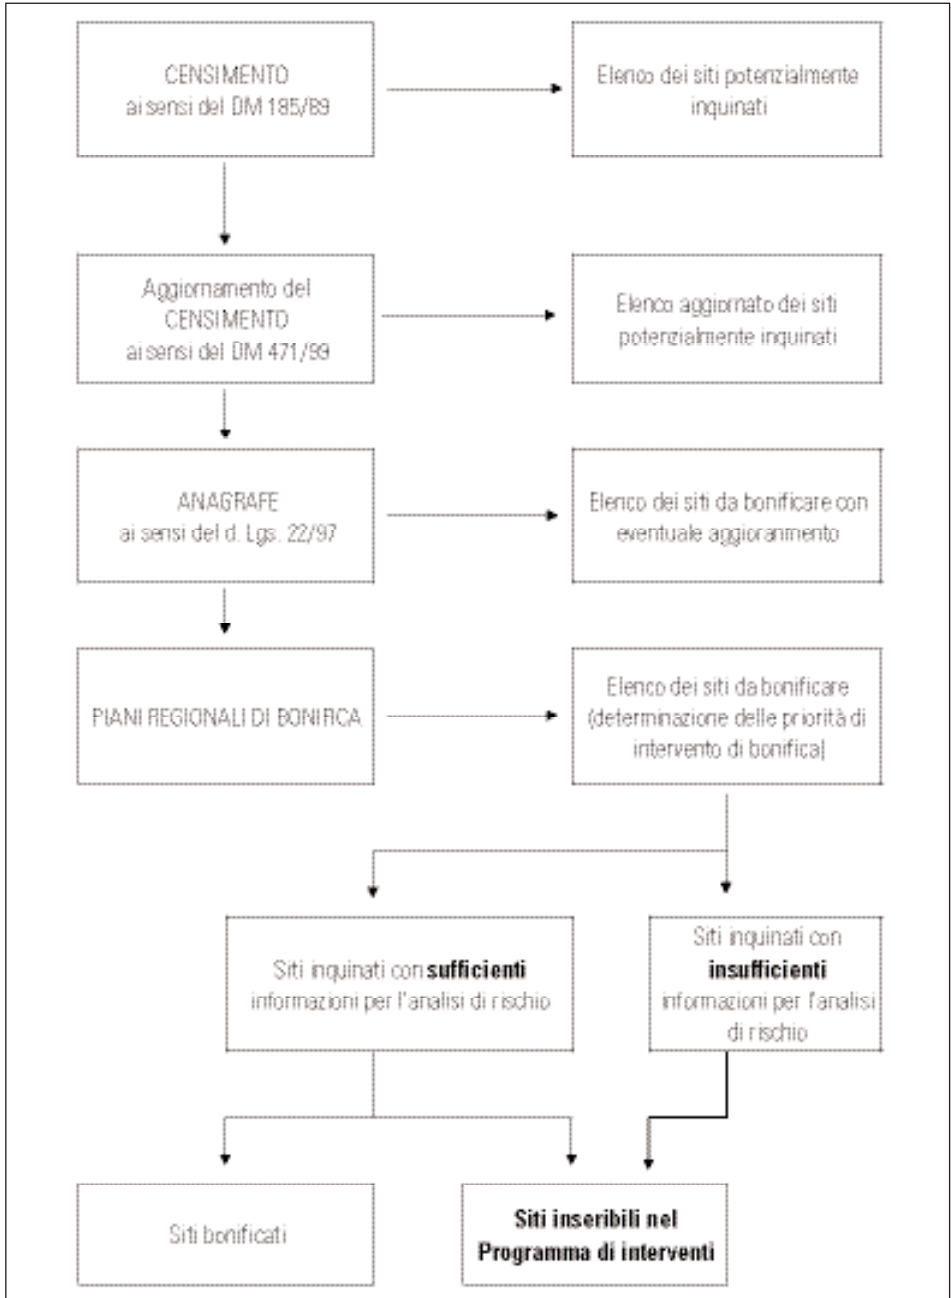 CENSIMENTO
ai sensi del DM 185/89
Elenco dei siti potenzialmente
inquinati
Aggiornamento del
CENSIMENTO
ai sensi del DM 471/99
Elenco aggiornato dei siti
potenzialmente inquinati
ANAGRAFE
ai sensi del d. Lgs. 22/97
Elenco dei siti da bonificare con
eventuale aggioranmento
PIANI REGIONALI DI BONIFICA
Elenco dei siti da bonificare
(determinazione delle priorità di
intervento di bonifica)
Siti inquinati con sufficienti
informazioni per l'analisi di rischio
Siti inquinati con
insufficienti
informazioni per l'analisi
di rischio
Siti bonificati
Siti inseribili nel
Programma di interventi